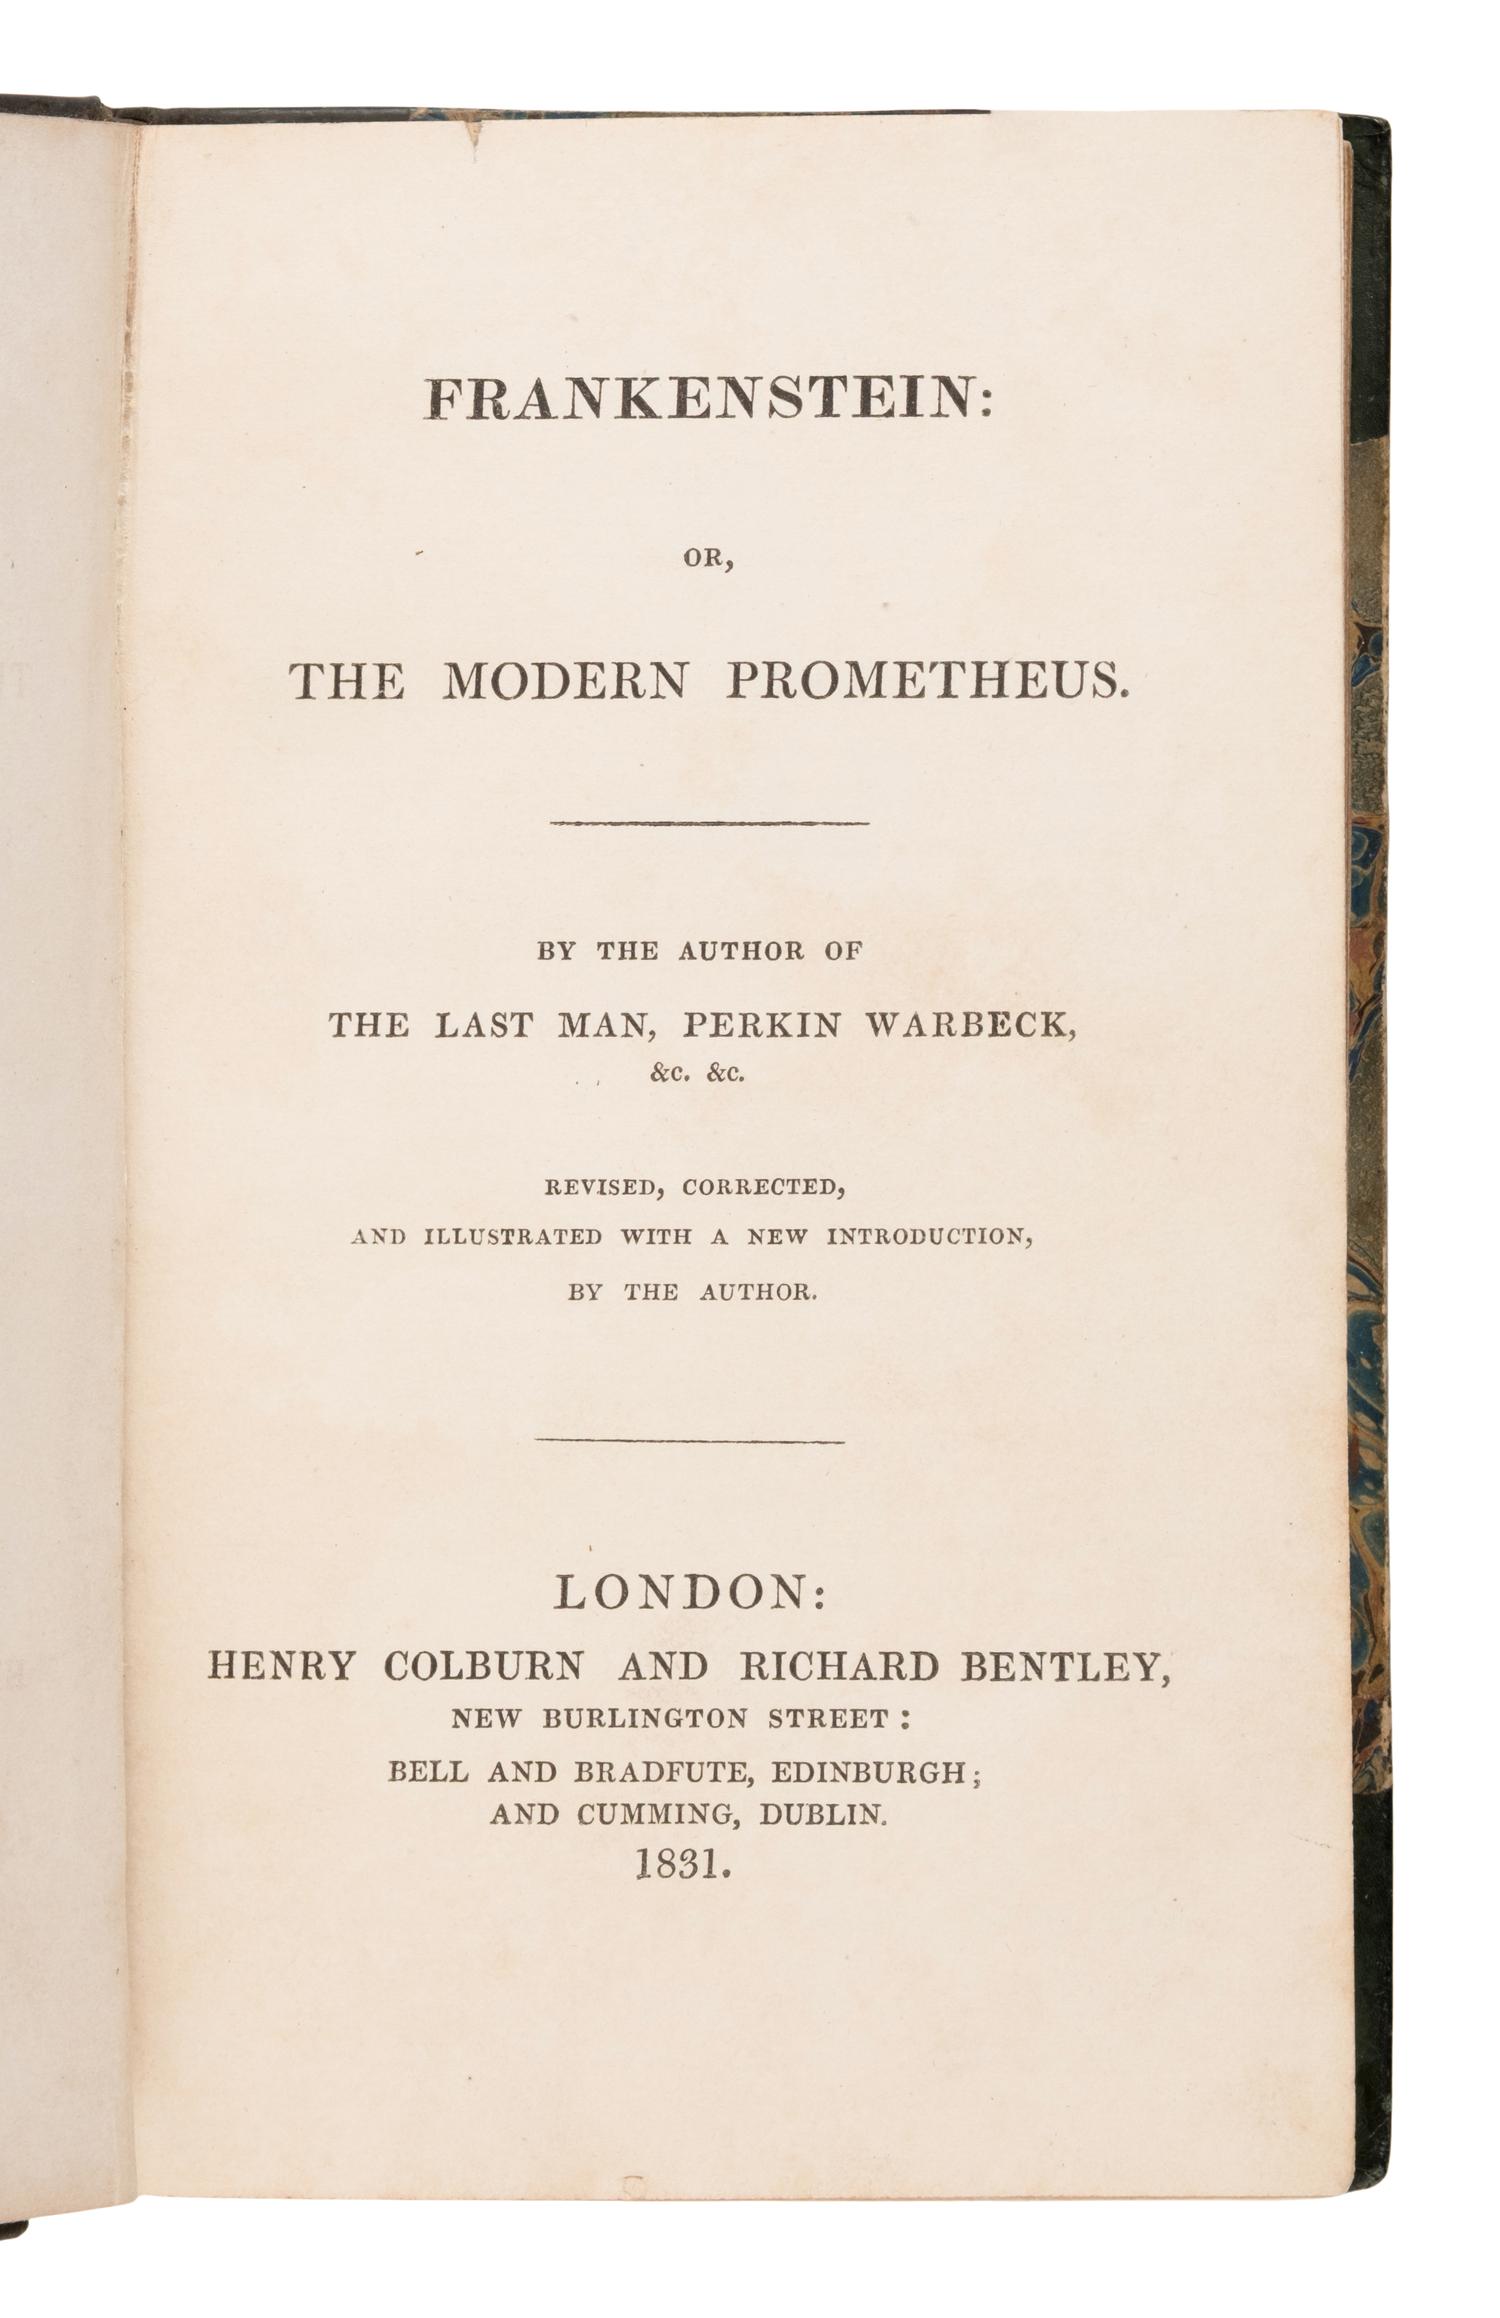 FRANKENSTEIN:
OR,
THE MODERN PROMETHEUS.
BY THE AUTHOR OF
THE LAST MAN, PERKIN WARBECK,
&c. &c.
REVISED, CORRECTED,
AND ILLUSTRATED WITH A NEW INTRODUCTION,
BY THE AUTHOR.
LONDON:
HENRY COLBURN AND RICHARD BENTLEY,
NEW BURLINGTON STREET:
BELL AND BRADFUTE, EDINBURGH;
AND CUMMING, DUBLIN.
1831.